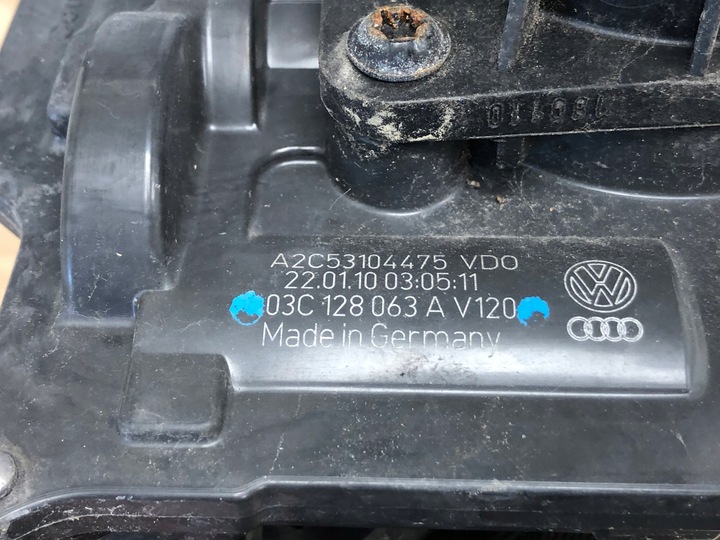 A2C53104475 VDO
22.01.10 03:05:11
03C 128 063 A V120
Made in Germany